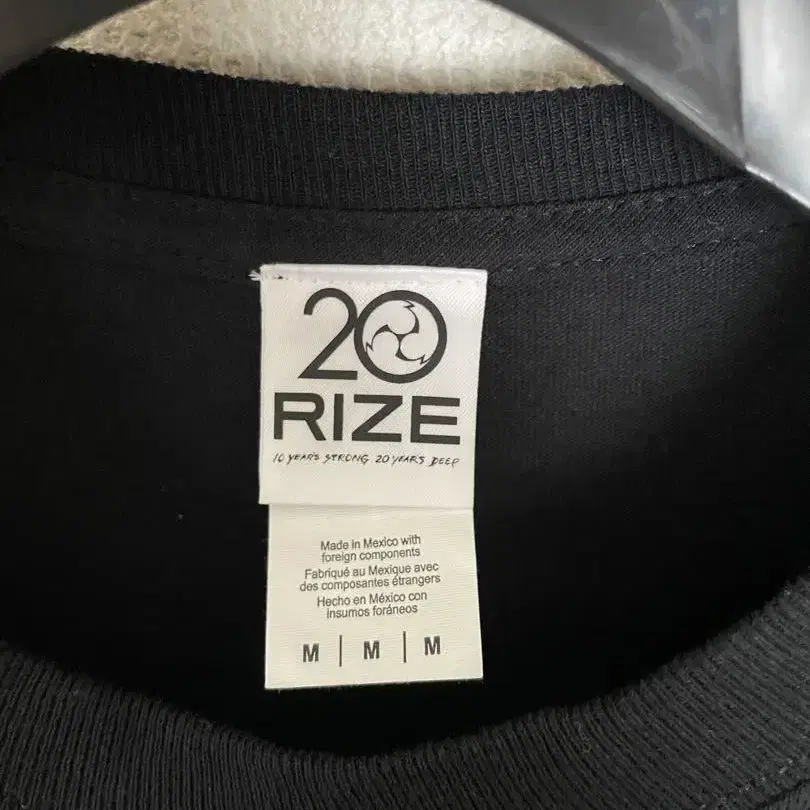 20
RIZE
10 YEARS STRONG 20 YEARS DEEP
Made in Mexico with
foreign components
Fabriqué au Mexique avec
des composantes étrangers
Hecho en México con
insumos foráneos
M | M | M